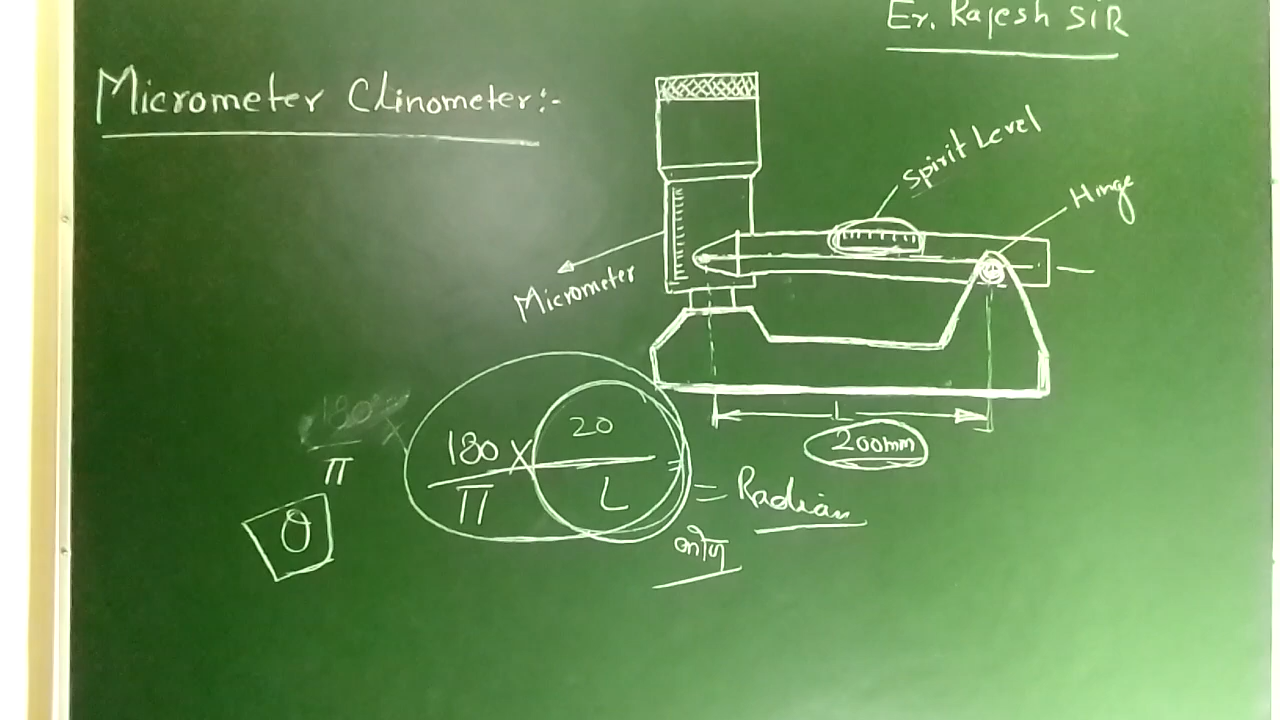 Er. Rajesh SiR
Micrometer Clinometer:-
Spirit Level
Hinge
Micrometer
L
200mm
180
π
180 × 20
π L
= Radian
कोण
θ